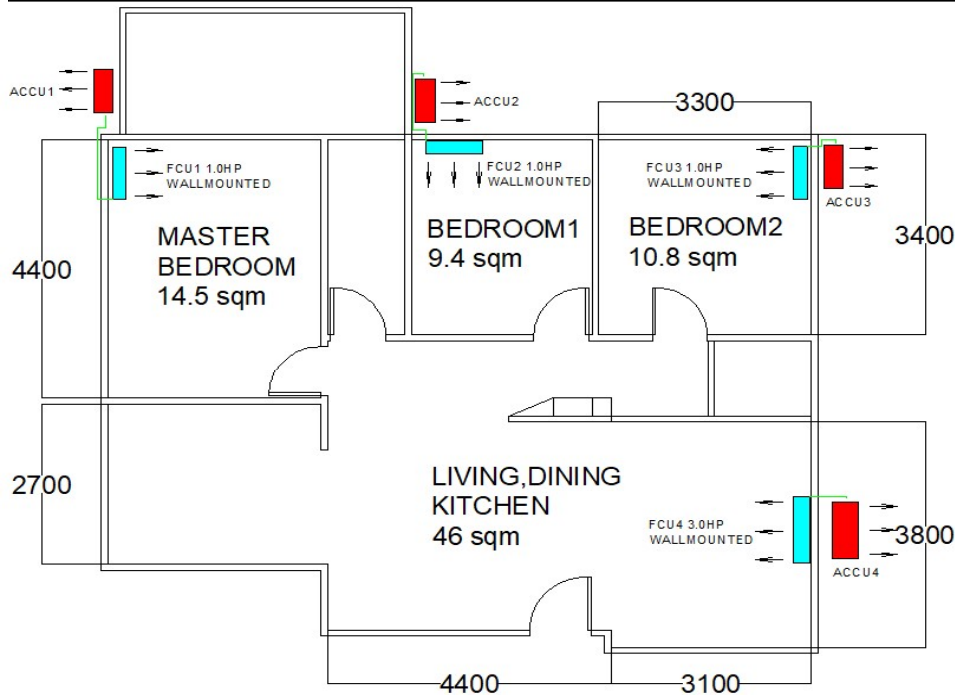 ACCU1
ACCU2
3300
FCU1 1.0HP
WALLMOUNTED
FCU2 1.0HP
WALLMOUNTED
FCU3 1.0HP
WALLMOUNTED
ACCU3
MASTER
BEDROOM
14.5 sqm
BEDROOM1
9.4 sqm
BEDROOM2
10.8 sqm
3400
4400
2700
LIVING,DINING
KITCHEN
46 sqm
FCU4 3.0HP
WALLMOUNTED
3800
ACCU4
4400
3100